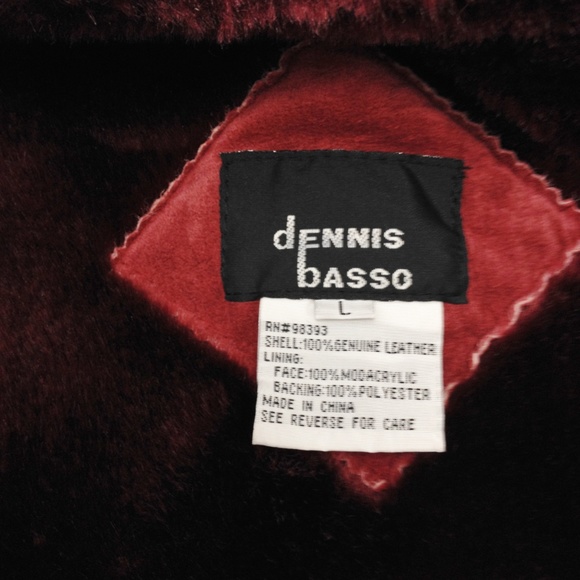 dENNIS
bASSO
L
RN#98393
SHELL:100%GENUINE LEATHER
LINING:
FACE:100%MODACRYLIC
BACKING:100%POLYESTER
MADE IN CHINA
SEE REVERSE FOR CARE